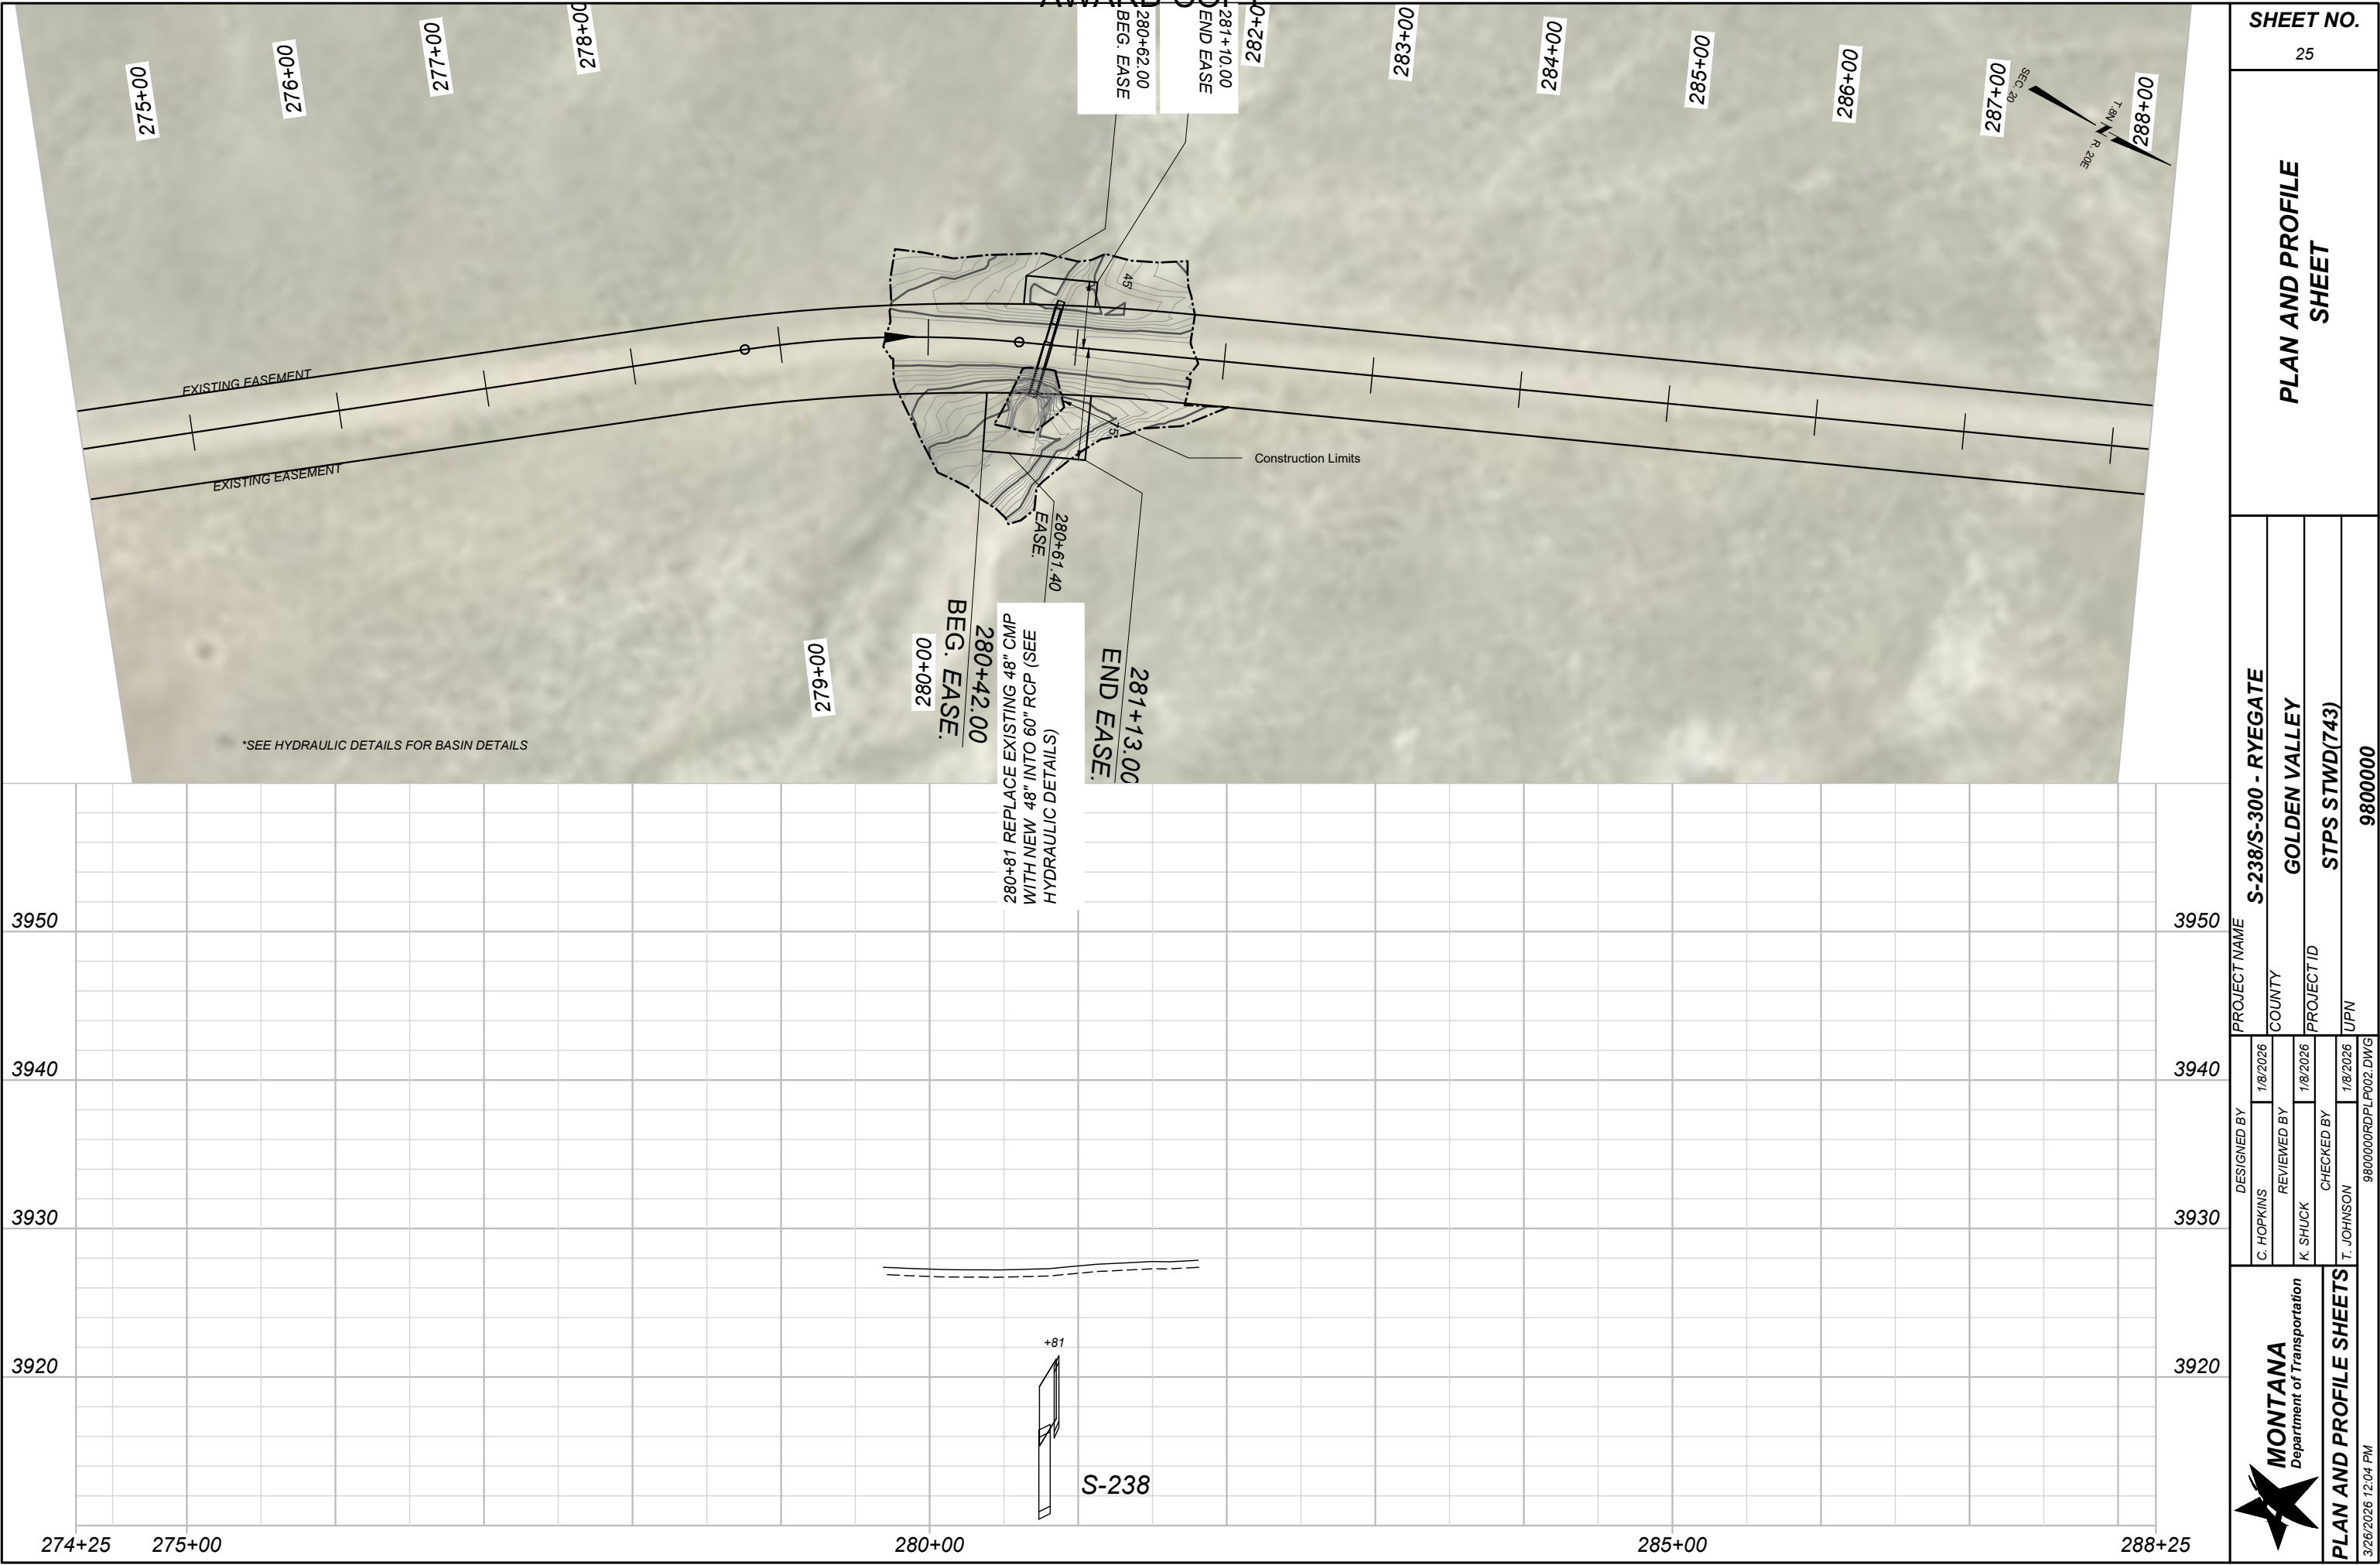 275+00
276+00
277+00
278+00
280+62.00
BEG. EASE
281+10.00
END EASE
283+00
284+00
285+00
286+00
287+00
288+00
SEC. 20
T.8N
R. 20E
45'
75'
EXISTING EASEMENT
EXISTING EASEMENT
Construction Limits
280+61.40
EASE.
279+00
280+00
280+42.00
BEG. EASE.
280+81 REPLACE EXISTING 48" CMP
WITH NEW 48" INTO 60" RCP (SEE
HYDRAULIC DETAILS)
281+13.00
END EASE.
*SEE HYDRAULIC DETAILS FOR BASIN DETAILS
3950
3950
3940
3940
3930
3930
3920
3920
+81
S-238
274+25
275+00
280+00
285+00
288+25
SHEET NO.
25
PLAN AND PROFILE
SHEET
PROJECT NAME
S-238/S-300 - RYEGATE
COUNTY
GOLDEN VALLEY
PROJECT ID
STPS STWD(743)
UPN
9800000
DESIGNED BY
C. HOPKINS
1/8/2026
REVIEWED BY
K. SHUCK
1/8/2026
CHECKED BY
T. JOHNSON
1/8/2026
9800000RDPLP002.DWG
MONTANA
Department of Transportation
PLAN AND PROFILE SHEETS
3/26/2026 12:04 PM